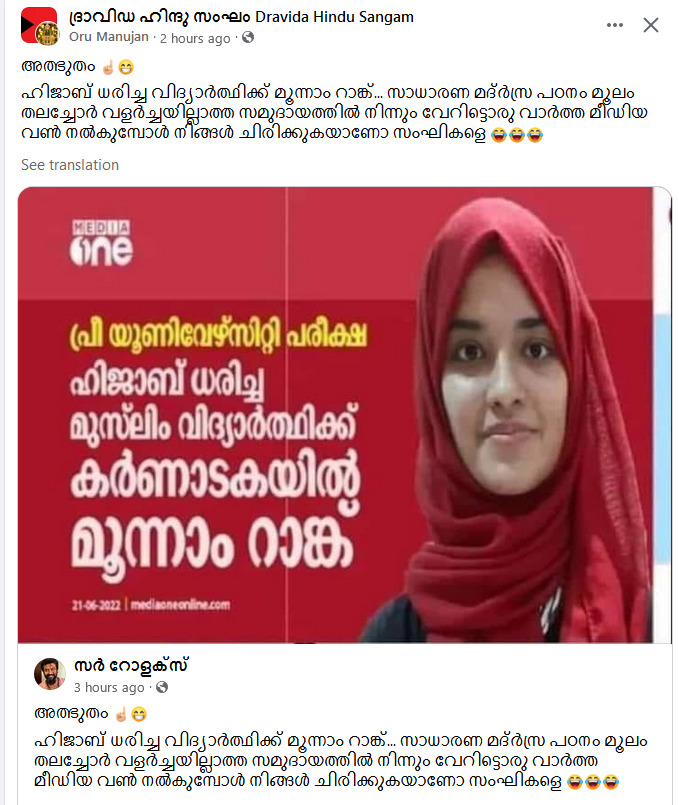 ദ്രാവിഡ ഹിന്ദു സംഘം Dravida Hindu Sangam
Oru Manujan · 2 hours ago ·
അത്ഭുതം ☝🏻😁
ഹിജാബ് ധരിച്ച വിദ്യാർത്ഥിക്ക് മൂന്നാം റാങ്ക്... സാധാരണ മദ്ർസ്ര പഠനം മൂലം
തലച്ചോർ വളർച്ചയില്ലാത്ത സമുദായത്തിൽ നിന്നും വേറിട്ടൊരു വാർത്ത മീഡിയ
വൺ നൽകുമ്പോൾ നിങ്ങൾ ചിരിക്കുകയാണോ സംഘികളെ 😂😂😂
See translation
MEDIA
one
പ്രീ യൂണിവേഴ്സിറ്റി പരീക്ഷ
ഹിജാബ് ധരിച്ച
മുസ്‌ലിം വിദ്യാർത്ഥിക്ക്
കർണാടകയിൽ
മൂന്നാം റാങ്ക്
21-06-2022 | mediaoneonline.com
സർ റോളക്സ്
3 hours ago ·
അത്ഭുതം ☝🏻😁
ഹിജാബ് ധരിച്ച വിദ്യാർത്ഥിക്ക് മൂന്നാം റാങ്ക്... സാധാരണ മദ്ർസ്ര പഠനം മൂലം
തലച്ചോർ വളർച്ചയില്ലാത്ത സമുദായത്തിൽ നിന്നും വേറിട്ടൊരു വാർത്ത
മീഡിയ വൺ നൽകുമ്പോൾ നിങ്ങൾ ചിരിക്കുകയാണോ സംഘികളെ 😂😂😂